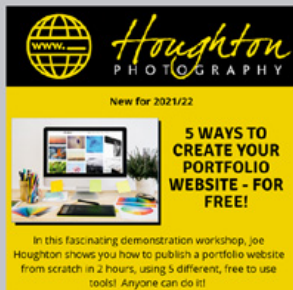 www.
Houghton
PHOTOGRAPHY
New for 2021/22
5 WAYS TO
CREATE YOUR
PORTFOLIO
WEBSITE - FOR
FREE!
In this fascinating demonstration workshop, Joe
Houghton shows you how to publish a portfolio website
from scratch in 2 hours, using 5 different, free to use
tools! Anyone can do it!